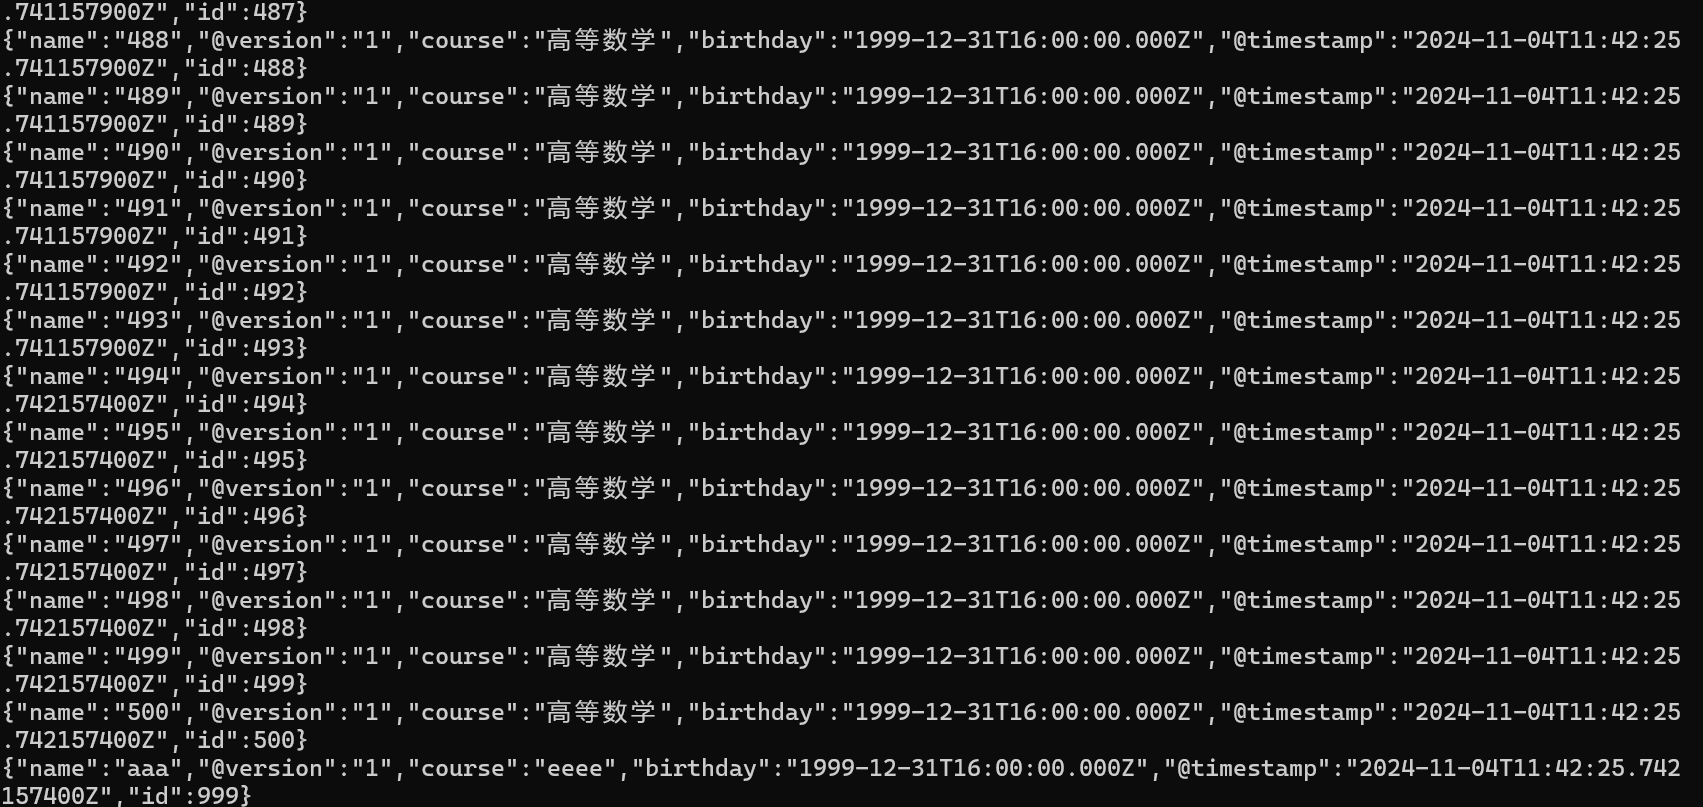 .741157900Z","id":487}
{"name":"488","@version":"1","course":"高等数学","birthday":"1999-12-31T16:00:00.000Z","@timestamp":"2024-11-04T11:42:25
.741157900Z","id":488}
{"name":"489","@version":"1","course":"高等数学","birthday":"1999-12-31T16:00:00.000Z","@timestamp":"2024-11-04T11:42:25
.741157900Z","id":489}
{"name":"490","@version":"1","course":"高等数学","birthday":"1999-12-31T16:00:00.000Z","@timestamp":"2024-11-04T11:42:25
.741157900Z","id":490}
{"name":"491","@version":"1","course":"高等数学","birthday":"1999-12-31T16:00:00.000Z","@timestamp":"2024-11-04T11:42:25
.741157900Z","id":491}
{"name":"492","@version":"1","course":"高等数学","birthday":"1999-12-31T16:00:00.000Z","@timestamp":"2024-11-04T11:42:25
.741157900Z","id":492}
{"name":"493","@version":"1","course":"高等数学","birthday":"1999-12-31T16:00:00.000Z","@timestamp":"2024-11-04T11:42:25
.741157900Z","id":493}
{"name":"494","@version":"1","course":"高等数学","birthday":"1999-12-31T16:00:00.000Z","@timestamp":"2024-11-04T11:42:25
.742157400Z","id":494}
{"name":"495","@version":"1","course":"高等数学","birthday":"1999-12-31T16:00:00.000Z","@timestamp":"2024-11-04T11:42:25
.742157400Z","id":495}
{"name":"496","@version":"1","course":"高等数学","birthday":"1999-12-31T16:00:00.000Z","@timestamp":"2024-11-04T11:42:25
.742157400Z","id":496}
{"name":"497","@version":"1","course":"高等数学","birthday":"1999-12-31T16:00:00.000Z","@timestamp":"2024-11-04T11:42:25
.742157400Z","id":497}
{"name":"498","@version":"1","course":"高等数学","birthday":"1999-12-31T16:00:00.000Z","@timestamp":"2024-11-04T11:42:25
.742157400Z","id":498}
{"name":"499","@version":"1","course":"高等数学","birthday":"1999-12-31T16:00:00.000Z","@timestamp":"2024-11-04T11:42:25
.742157400Z","id":499}
{"name":"500","@version":"1","course":"高等数学","birthday":"1999-12-31T16:00:00.000Z","@timestamp":"2024-11-04T11:42:25
.742157400Z","id":500}
{"name":"aaa","@version":"1","course":"eeee","birthday":"1999-12-31T16:00:00.000Z","@timestamp":"2024-11-04T11:42:25.742
157400Z","id":999}